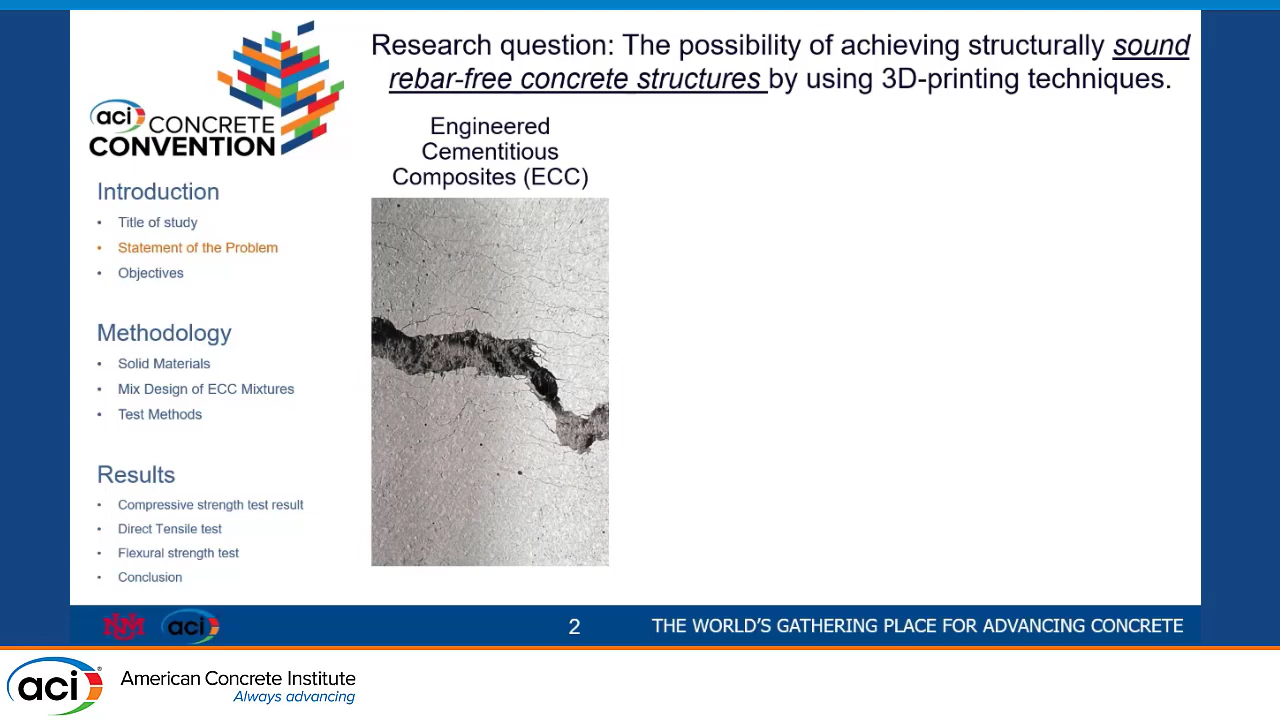 Research question: The possibility of achieving structurally sound
rebar-free concrete structures by using 3D-printing techniques.
aci CONCRETE
CONVENTION
Introduction
• Title of study
• Statement of the Problem
• Objectives
Methodology
• Solid Materials
• Mix Design of ECC Mixtures
• Test Methods
Results
• Compressive strength test result
• Direct Tensile test
• Flexural strength test
• Conclusion
Engineered
Cementitious
Composites (ECC)
NM aci 2 THE WORLD'S GATHERING PLACE FOR ADVANCING CONCRETE
aci® American Concrete Institute
Always advancing